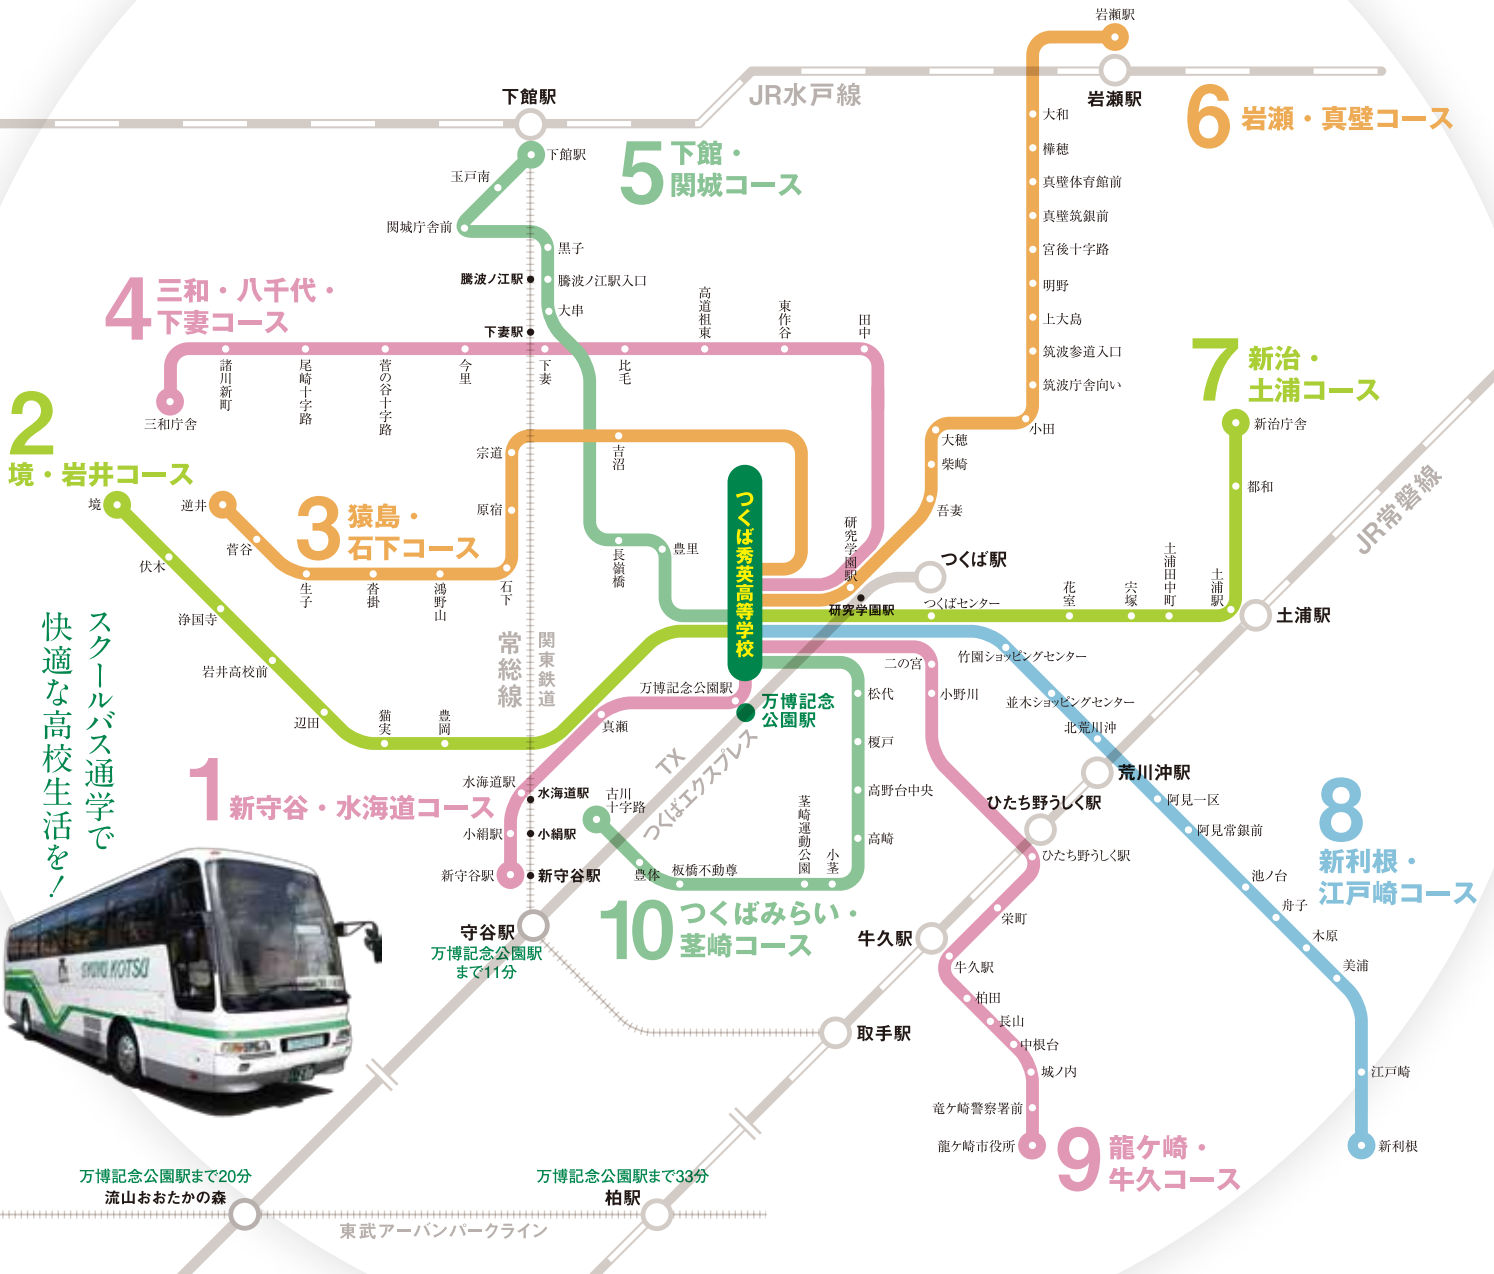 岩瀬駅
JR水戸線
岩瀬駅
6 岩瀬・真壁コース
大和
樺穂
真壁体育館前
真壁筑銀前
宮後十字路
明野
上大島
筑波参道入口
筑波庁舎向い
小田
大穂
柴崎
吾妻
研究学園駅
下館駅
下館駅
5 下館・
関城コース
玉戸南
関城庁舎前
黒子
騰波ノ江駅
騰波ノ江駅入口
大串
下妻駅
長嶺橋
豊里
4 三和・八千代・
下妻コース
三和庁舎
諸川新町
尾崎十字路
菅の谷十字路
今里
下妻
比毛
高道祖東
東作谷
田中
2
境・岩井コース
境
伏木
浄国寺
岩井高校前
辺田
猫実
豊岡
3 猿島・
石下コース
逆井
菅谷
生子
沓掛
鴻野山
石下
原宿
宗道
吉沼
7 新治・
土浦コース
新治庁舎
都和
土浦駅
土浦田中町
宍塚
花室
つくばセンター
JR常磐線
土浦駅
つくば駅
研究学園駅
つくば秀英高等学校
万博記念
公園駅
万博記念公園駅
真瀬
水海道駅
水海道駅
小絹駅
小絹駅
新守谷駅
新守谷駅
1 新守谷・水海道コース
関東鉄道
常総線
TX
つくばエクスプレス
スクールバス通学で
快適な高校生活を！
古川
十字路
豊体
板橋不動尊
茎崎運動公園
小茎
高崎
高野台中央
榎戸
松代
10 つくばみらい・
茎崎コース
二の宮
小野川
竹園ショッピングセンター
並木ショッピングセンター
北荒川沖
荒川沖駅
阿見一区
阿見常銀前
池ノ台
舟子
木原
美浦
江戸崎
新利根
8
新利根・
江戸崎コース
ひたち野うしく駅
ひたち野うしく駅
栄町
牛久駅
牛久駅
柏田
長山
中根台
城ノ内
竜ケ崎警察署前
龍ケ崎市役所
9 龍ケ崎・
牛久コース
守谷駅
万博記念公園駅
まで11分
取手駅
万博記念公園駅まで20分
流山おおたかの森
万博記念公園駅まで33分
柏駅
東武アーバンパークライン